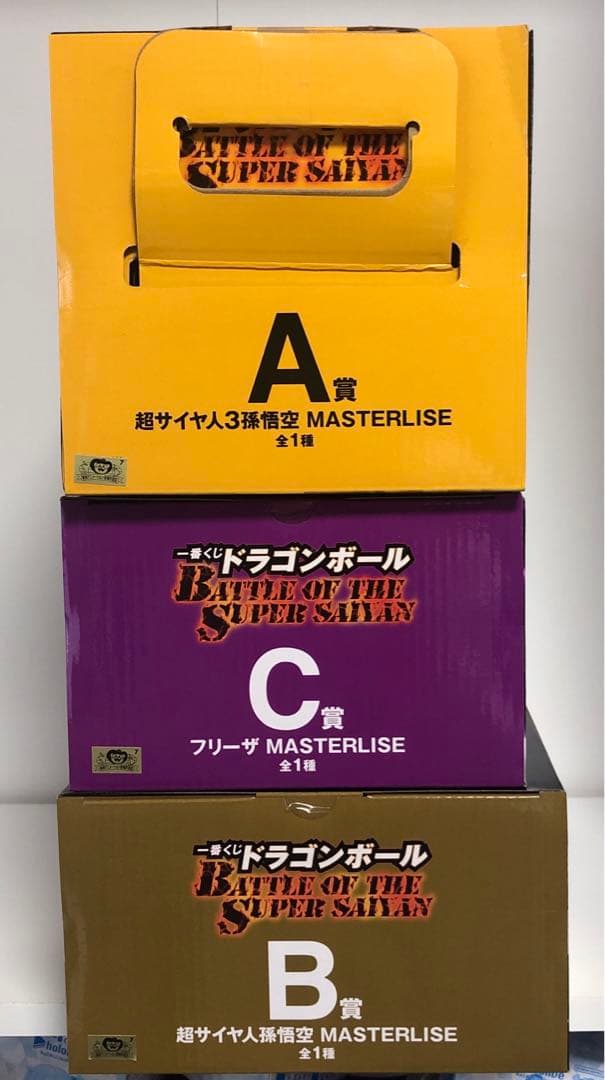 BATTLE OF THE
SUPER SAIYAN
A賞
超サイヤ人3孫悟空 MASTERLISE
全1種
一番くじ ドラゴンボール
BATTLE OF THE
SUPER SAIYAN
C賞
フリーザ MASTERLISE
全1種
一番くじ ドラゴンボール
BATTLE OF THE
SUPER SAIYAN
B賞
超サイヤ人孫悟空 MASTERLISE
全1種